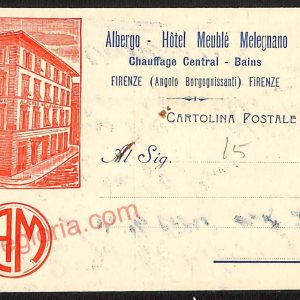 Albergo - Hôtel Meublé Melegnano
Chauffage Central - Bains
FIRENZE (Angolo Borgognissanti) FIRENZE
CARTOLINA POSTALE
15
Al Sig.
AM